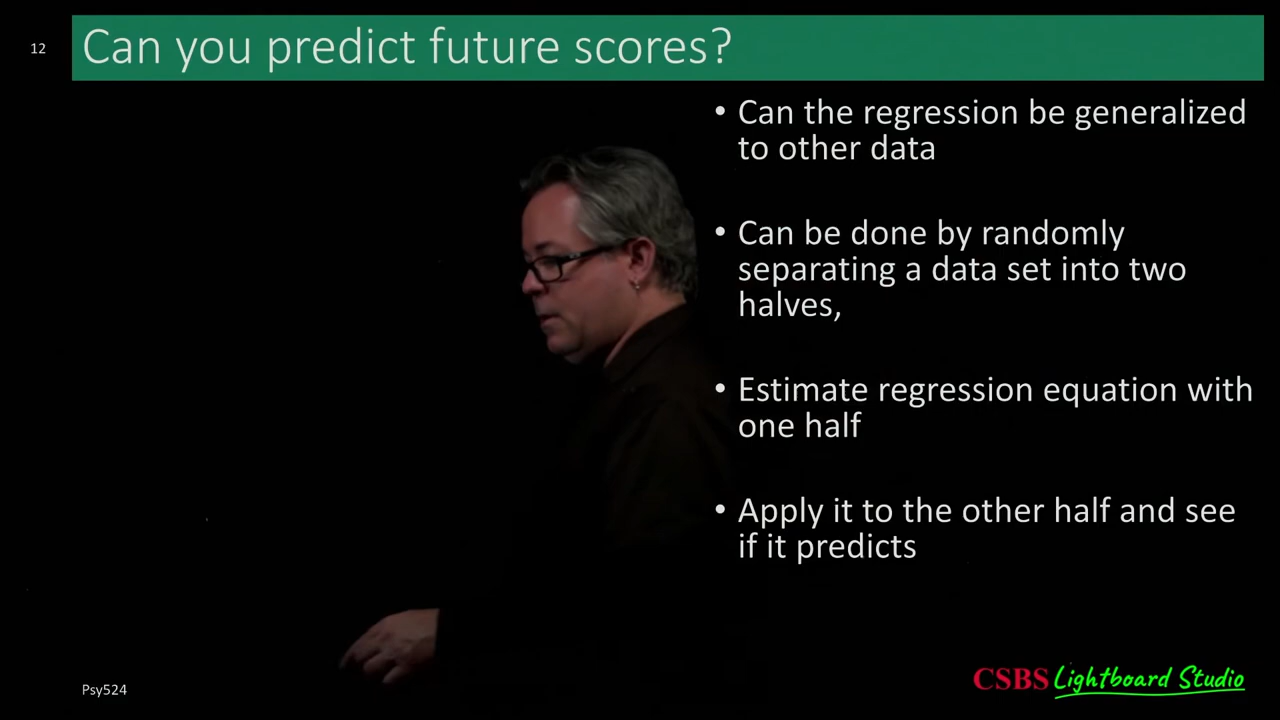 12
Can you predict future scores?
• Can the regression be generalized
to other data
• Can be done by randomly
separating a data set into two
halves,
• Estimate regression equation with
one half
• Apply it to the other half and see
if it predicts
Psy524
CSBS Lightboard Studio